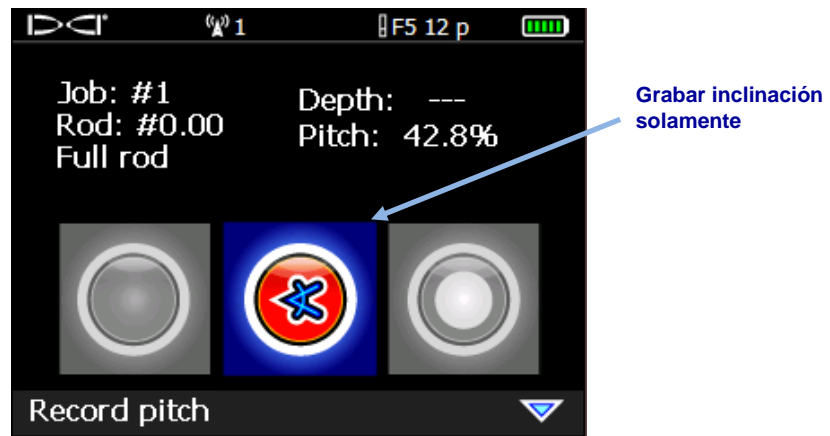 DCI 1 F5 12 p
Job: #1
Rod: #0.00
Full rod
Depth: ---
Pitch: 42.8%
Grabar inclinación
solamente
Record pitch